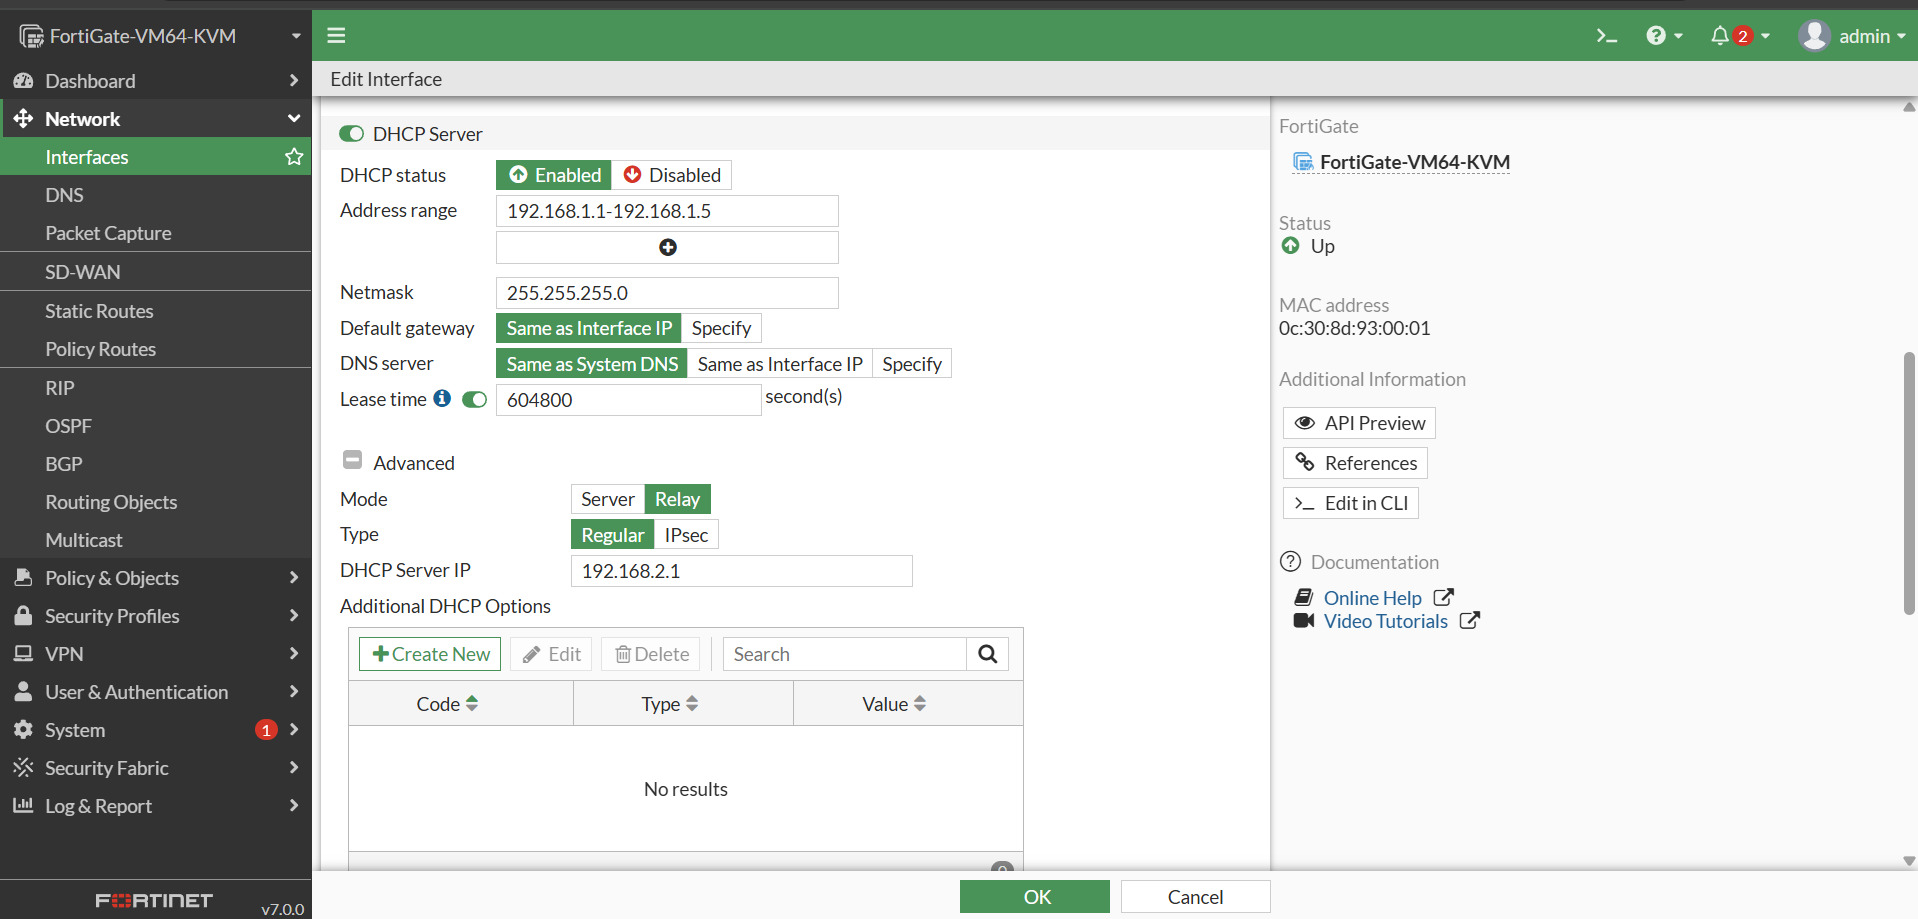 FortiGate-VM64-KVM
2
admin
Dashboard
Network
Interfaces
DNS
Packet Capture
SD-WAN
Static Routes
Policy Routes
RIP
OSPF
BGP
Routing Objects
Multicast
Policy & Objects
Security Profiles
VPN
User & Authentication
System 1
Security Fabric
Log & Report
FORTINET
v7.0.0
Edit Interface
DHCP Server
DHCP status Enabled Disabled
Address range 192.168.1.1-192.168.1.5
Netmask 255.255.255.0
Default gateway Same as Interface IP Specify
DNS server Same as System DNS Same as Interface IP Specify
Lease time 604800 second(s)
Advanced
Mode Server Relay
Type Regular IPsec
DHCP Server IP 192.168.2.1
Additional DHCP Options
Create New Edit Delete Search
Code Type Value
No results
OK Cancel
FortiGate
FortiGate-VM64-KVM
Status
Up
MAC address
0c:30:8d:93:00:01
Additional Information
API Preview
References
Edit in CLI
Documentation
Online Help
Video Tutorials